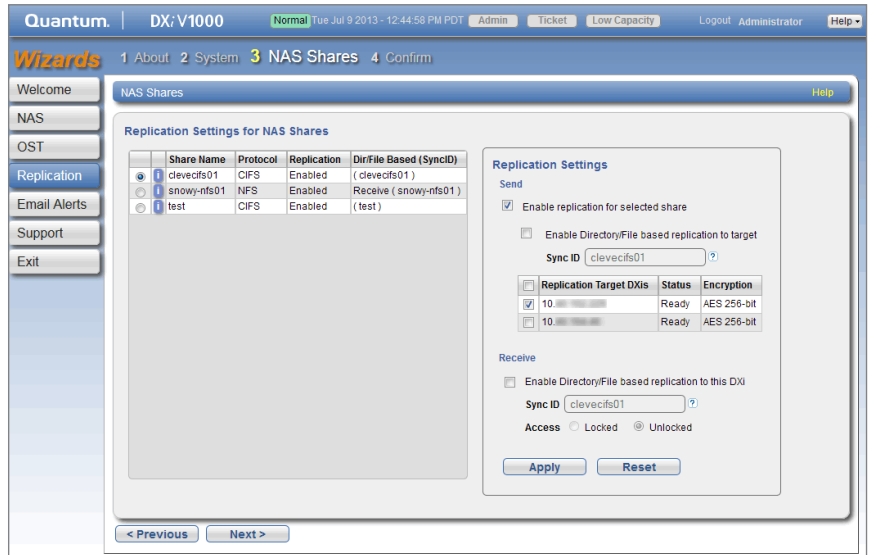 Quantum. DXi V1000 Normal Tue Jul 9 2013 - 12:44:58 PM PDT Admin Ticket Low Capacity Logout Administrator Help
Wizards 1 About 2 System 3 NAS Shares 4 Confirm
Welcome
NAS
OST
Replication
Email Alerts
Support
Exit
NAS Shares Help
Replication Settings for NAS Shares
Share Name Protocol Replication Dir/File Based (SyncID)
i clevecifs01 CIFS Enabled ( clevecifs01 )
i snowy-nfs01 NFS Enabled Receive ( snowy-nfs01 )
i test CIFS Enabled ( test )
Replication Settings
Send
Enable replication for selected share
Enable Directory/File based replication to target
Sync ID clevecifs01 ?
Replication Target DXis Status Encryption
10. Ready AES 256-bit
10. Ready AES 256-bit
Receive
Enable Directory/File based replication to this DXi
Sync ID clevecifs01 ?
Access Locked Unlocked
Apply Reset
< Previous Next >